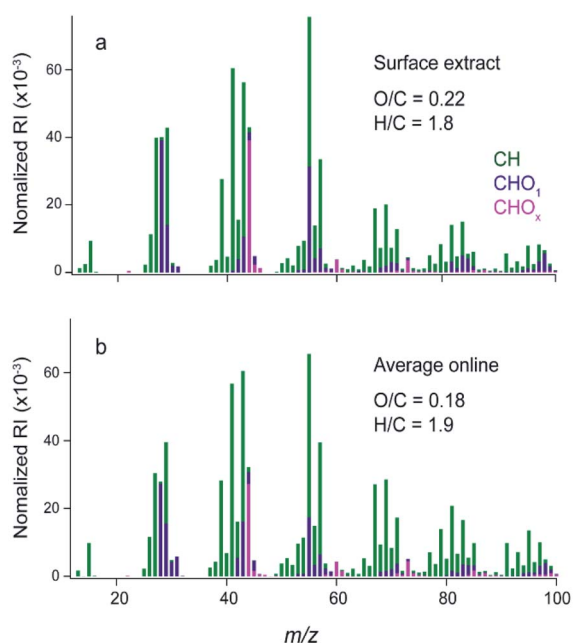 a
Nomalized RI (x10⁻³)
60
40
20
0
Surface extract
O/C = 0.22
H/C = 1.8
CH
CHO₁
CHOₓ
b
Nomalized RI (x10⁻³)
60
40
20
0
Average online
O/C = 0.18
H/C = 1.9
20
40
60
80
100
m/z